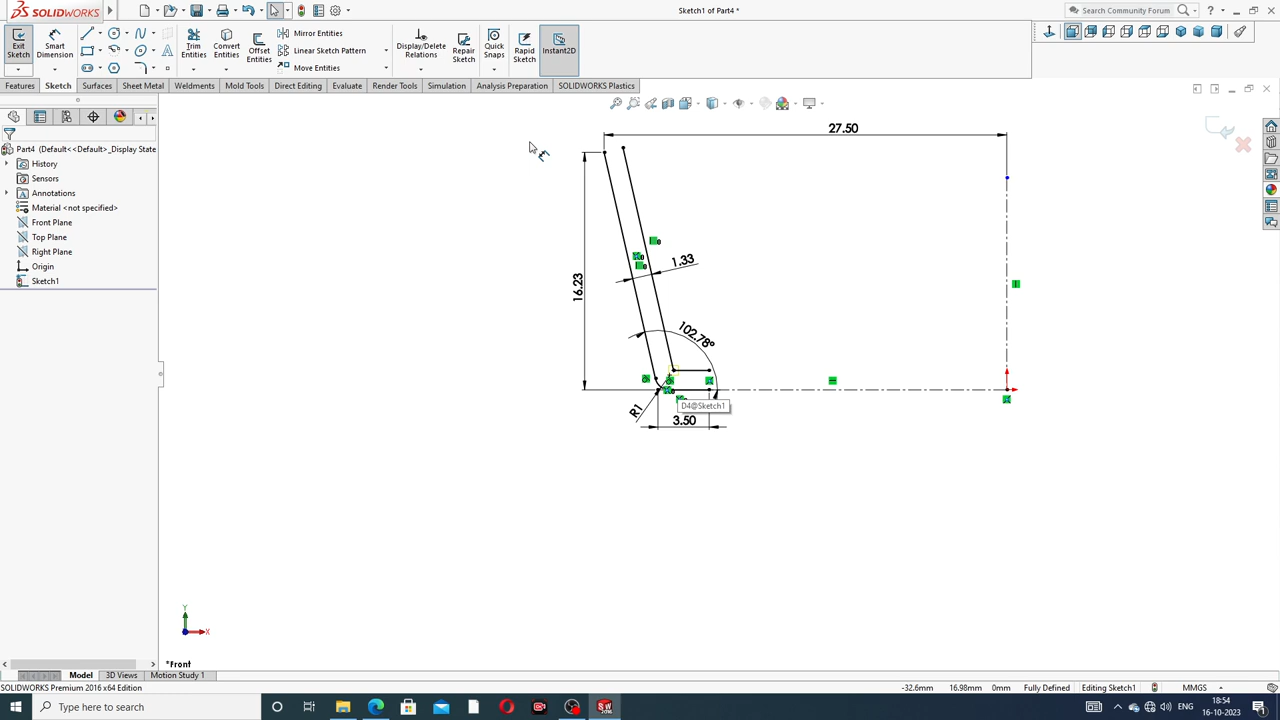 SOLIDWORKS
Sketch1 of Part4 *
Search Community Forum
Exit Sketch
Smart Dimension
Trim Entities
Convert Entities
Offset Entities
Mirror Entities
Linear Sketch Pattern
Move Entities
Display/Delete Relations
Repair Sketch
Quick Snaps
Rapid Sketch
Instant2D
Features
Sketch
Surfaces
Sheet Metal
Weldments
Mold Tools
Direct Editing
Evaluate
Render Tools
Simulation
Analysis Preparation
SOLIDWORKS Plastics
Part4 (Default<<Default>_Display State
History
Sensors
Annotations
Material <not specified>
Front Plane
Top Plane
Right Plane
Origin
Sketch1
27.50
16.23
1.33
102.78°
R1
D4@Sketch1
3.50
Y
X
*Front
Model
3D Views
Motion Study 1
SOLIDWORKS Premium 2016 x64 Edition
-32.6mm
16.98mm
0mm
Fully Defined
Editing Sketch1
MMGS
Type here to search
ENG
18:54
16-10-2023